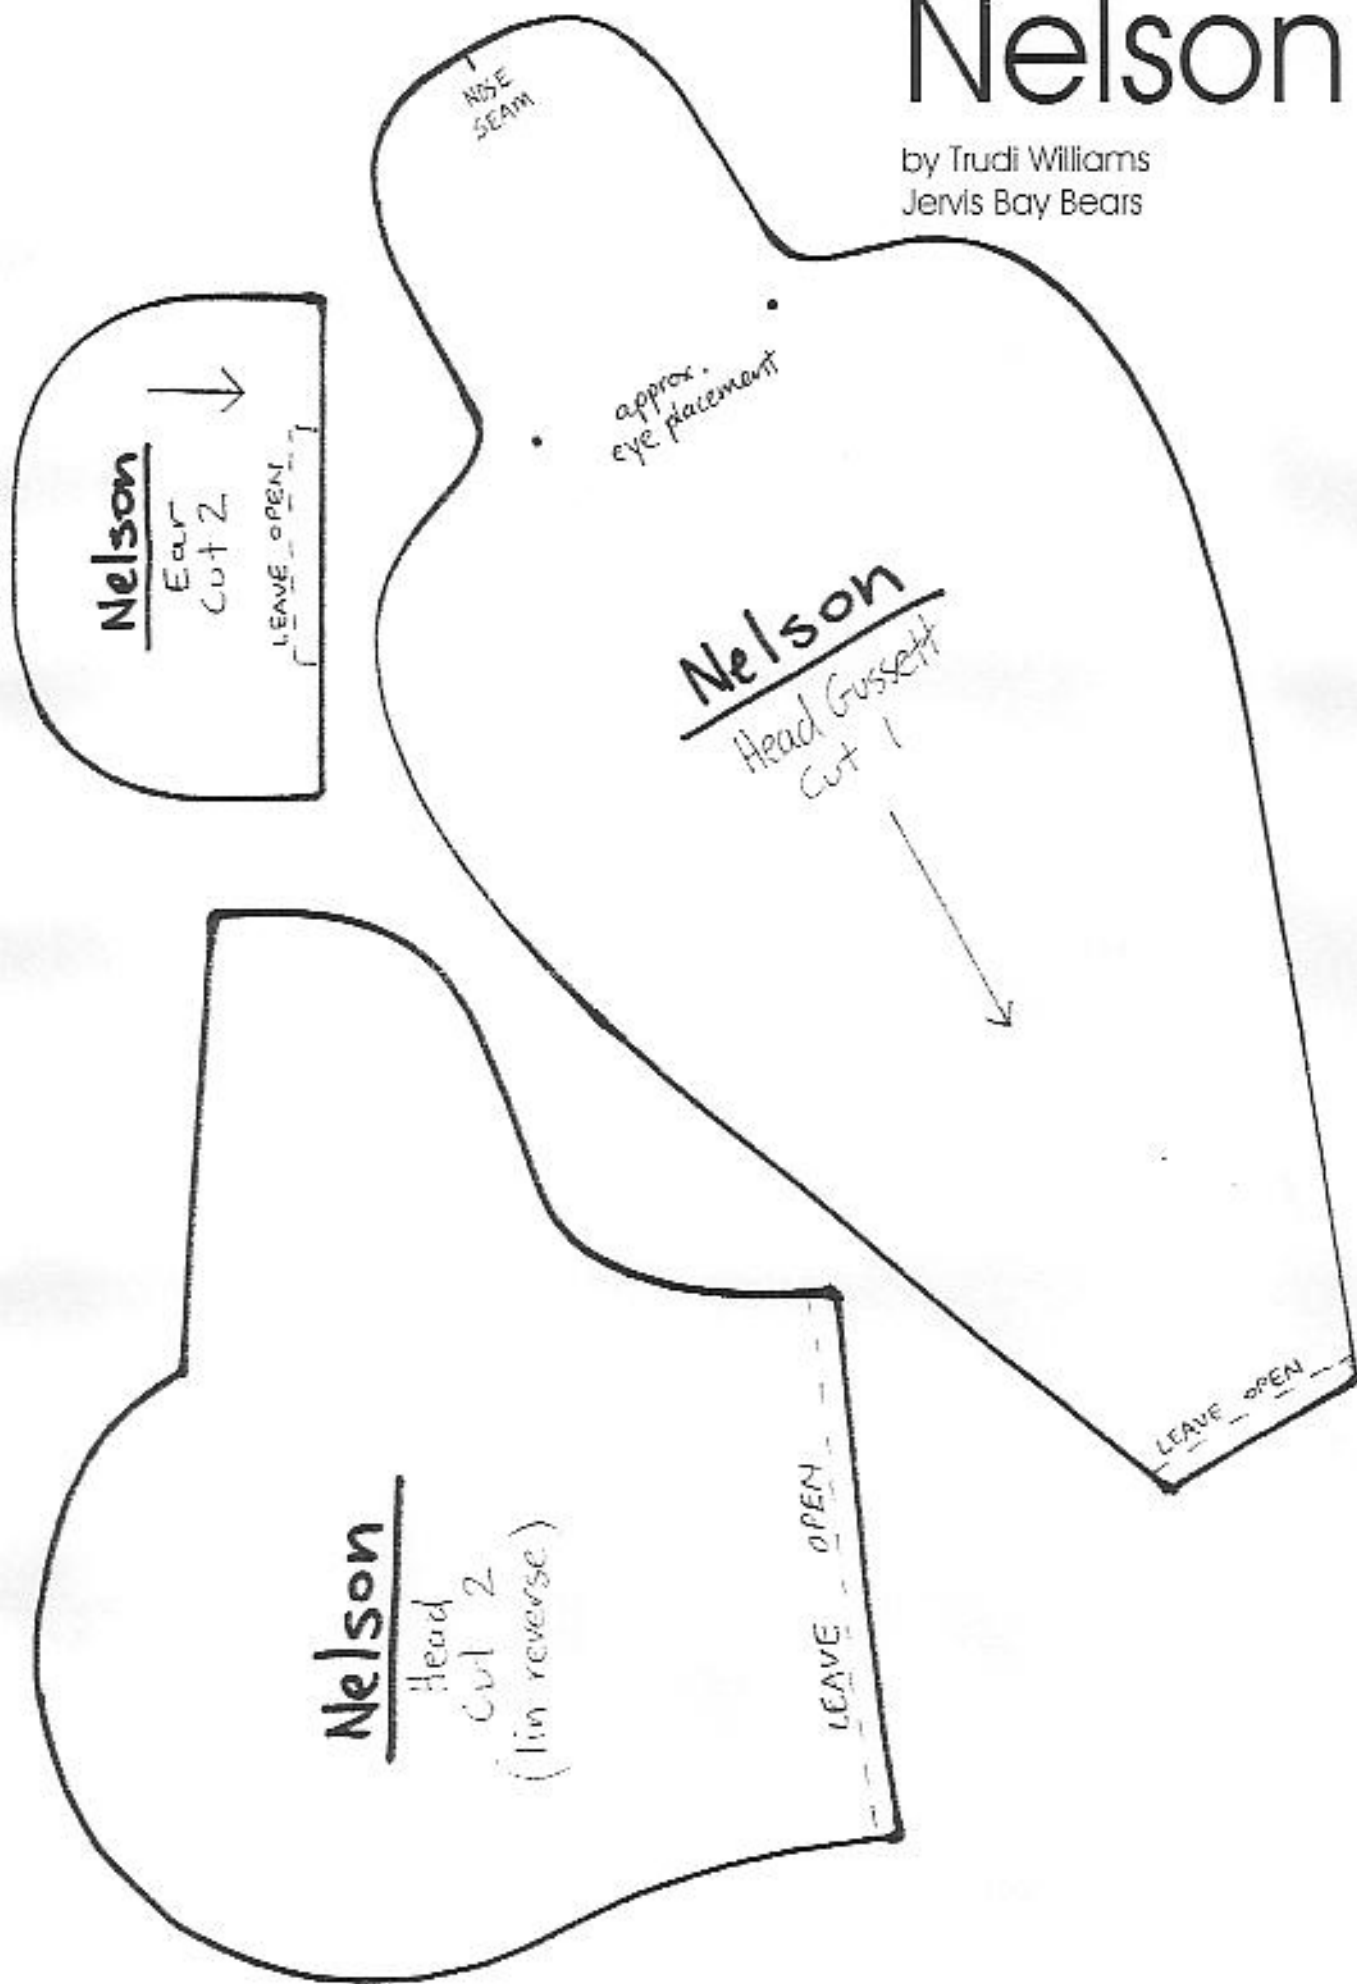 Nelson
by Trudi Williams
Jervis Bay Bears
NOSE
SEAM
approx.
eye placement
Nelson
Ear
Cut 2
LEAVE OPEN
Nelson
Head Gussett
Cut 1
LEAVE OPEN
Nelson
Head
Cut 2
(1in reverse)
LEAVE OPEN